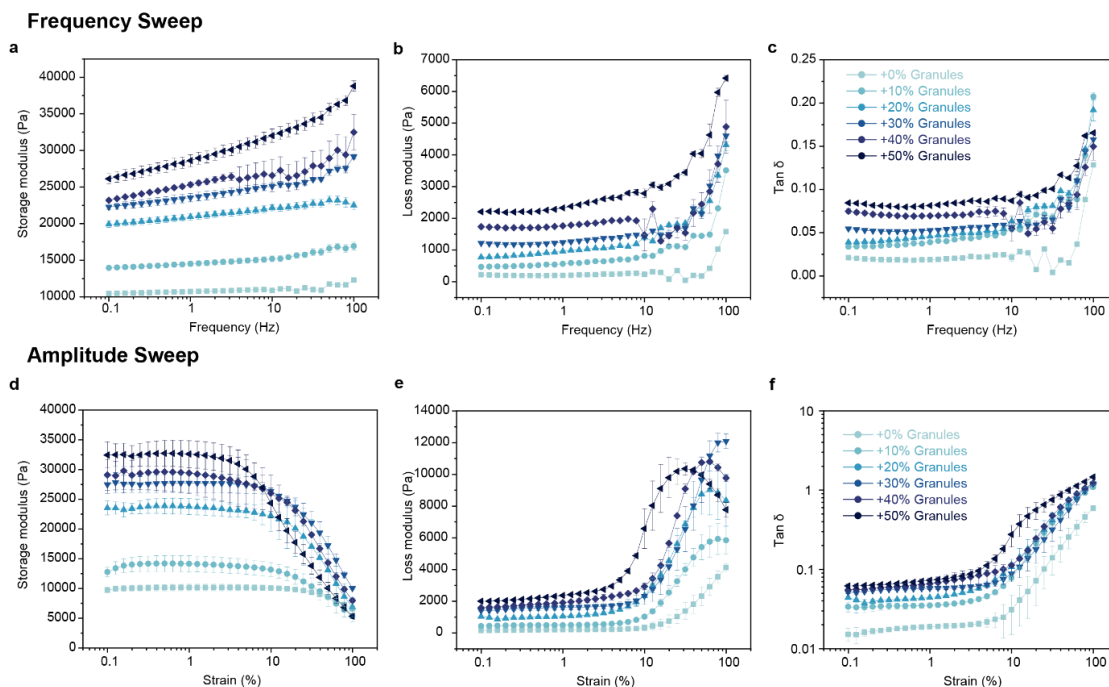 Frequency Sweep
a
b
c
Storage modulus (Pa)
40000
35000
30000
25000
20000
15000
10000
0.1
1
10
100
Frequency (Hz)
Loss modulus (Pa)
7000
6000
5000
4000
3000
2000
1000
0
0.1
1
10
100
Frequency (Hz)
Tan δ
0.25
0.20
0.15
0.10
0.05
0.00
+0% Granules
+10% Granules
+20% Granules
+30% Granules
+40% Granules
+50% Granules
0.1
1
10
100
Frequency (Hz)
Amplitude Sweep
d
e
f
Storage modulus (Pa)
40000
35000
30000
25000
20000
15000
10000
5000
0
0.1
1
10
100
Strain (%)
Loss modulus (Pa)
14000
12000
10000
8000
6000
4000
2000
0
0.1
1
10
100
Strain (%)
Tan δ
10
1
0.1
0.01
+0% Granules
+10% Granules
+20% Granules
+30% Granules
+40% Granules
+50% Granules
0.1
1
10
100
Strain (%)